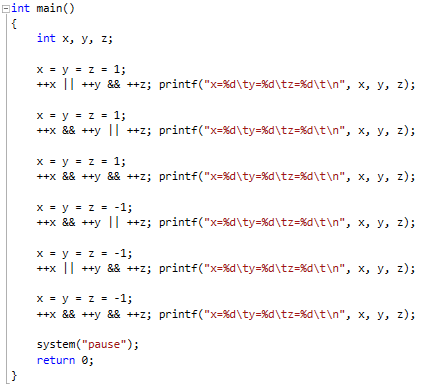 int main()
{
int x, y, z;
x = y = z = 1;
++x || ++y && ++z; printf("x=%d\ty=%d\tz=%d\t\n", x, y, z);
x = y = z = 1;
++x && ++y || ++z; printf("x=%d\ty=%d\tz=%d\t\n", x, y, z);
x = y = z = 1;
++x && ++y && ++z; printf("x=%d\ty=%d\tz=%d\t\n", x, y, z);
x = y = z = -1;
++x && ++y || ++z; printf("x=%d\ty=%d\tz=%d\t\n", x, y, z);
x = y = z = -1;
++x || ++y && ++z; printf("x=%d\ty=%d\tz=%d\t\n", x, y, z);
x = y = z = -1;
++x && ++y && ++z; printf("x=%d\ty=%d\tz=%d\t\n", x, y, z);
system("pause");
return 0;
}